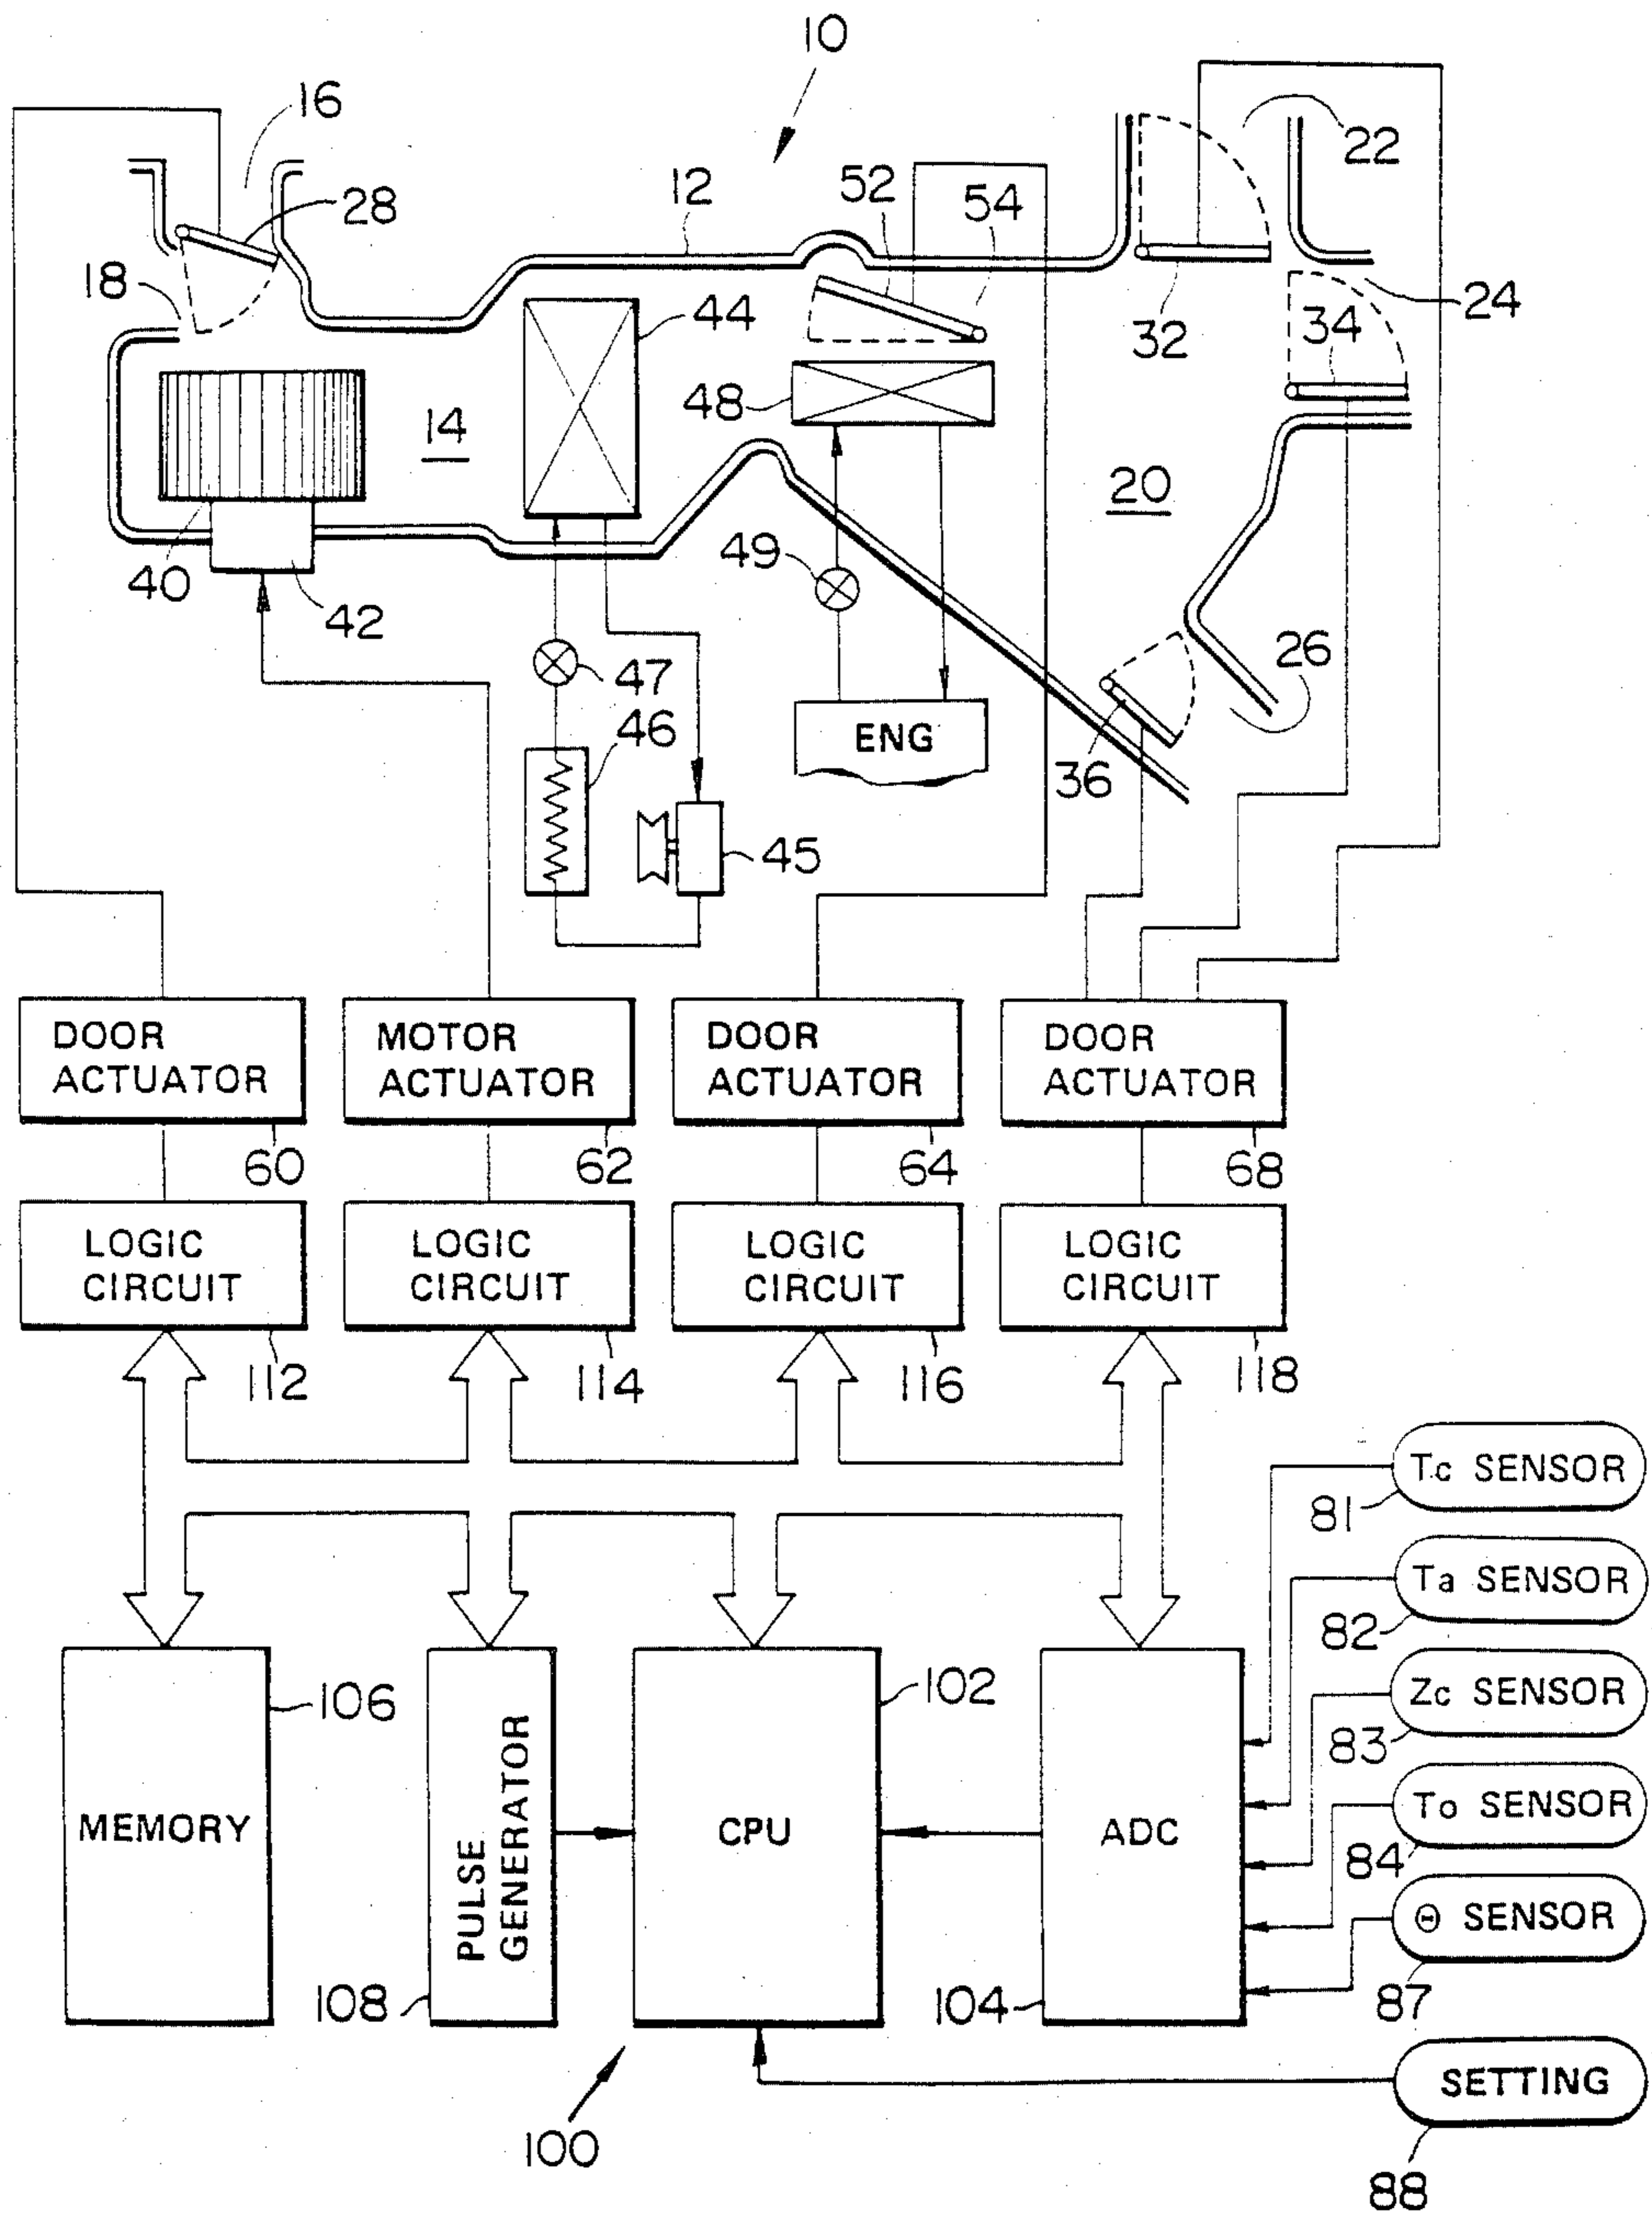 10
16
22
12
52
54
28
18
44
32
34
24
14
48
20
40
42
49
47
26
46
ENG
36
45
DOOR
ACTUATOR
MOTOR
ACTUATOR
DOOR
ACTUATOR
DOOR
ACTUATOR
60
62
64
68
LOGIC
CIRCUIT
LOGIC
CIRCUIT
LOGIC
CIRCUIT
LOGIC
CIRCUIT
112
114
116
118
Tc SENSOR
81
Ta SENSOR
82
Zc SENSOR
83
To SENSOR
84
Θ SENSOR
87
106
102
MEMORY
PULSE
GENERATOR
CPU
ADC
108
104
SETTING
100
88